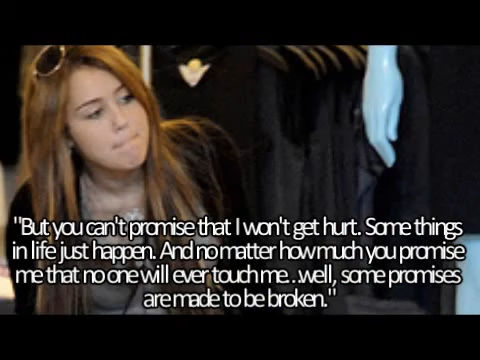 "But you can't promise that I won't get hurt. Some things
in life just happen. And no matter how much you promise
me that no one will ever touch me...well, some promises
are made to be broken."